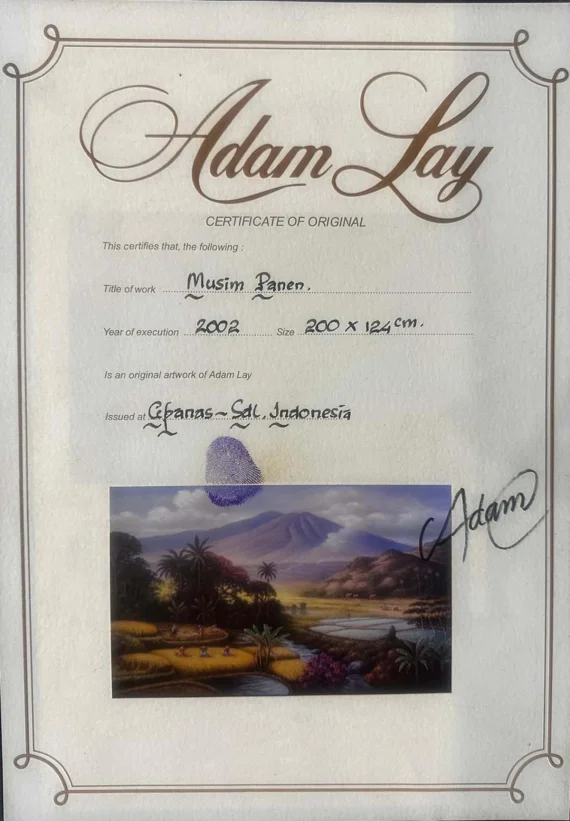 Adam Lay
CERTIFICATE OF ORIGINAL
This certifies that, the following :
Title of work Musim Panen.
Year of execution 2002 Size 200 x 124 cm.
Is an original artwork of Adam Lay
Issued at Cipanas - Sdl. Indonesia
Adam